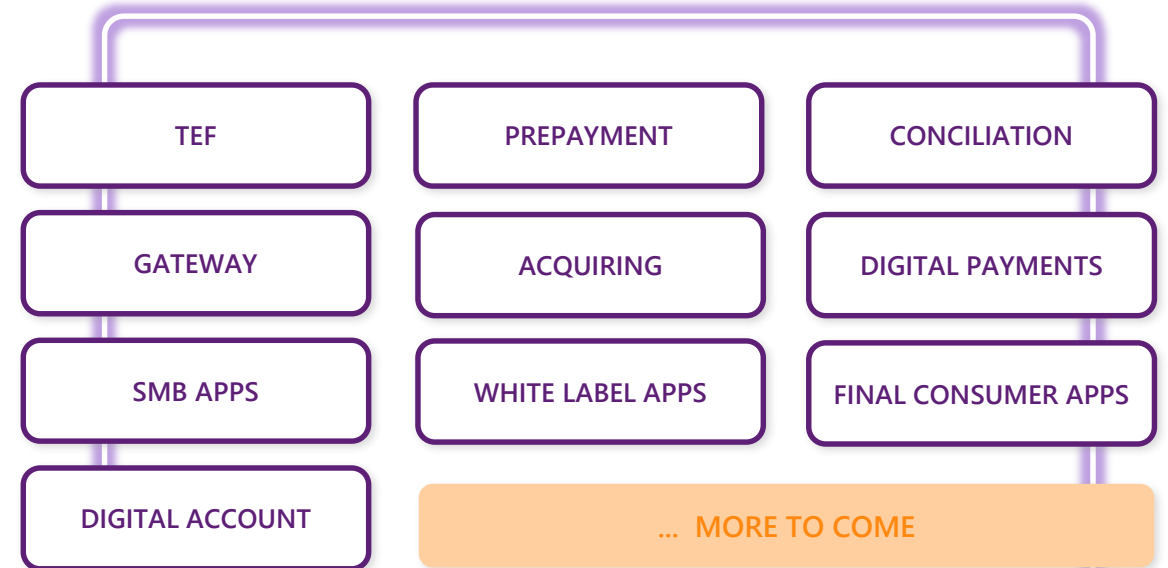 TEF
PREPAYMENT
CONCILIATION
GATEWAY
ACQUIRING
DIGITAL PAYMENTS
SMB APPS
WHITE LABEL APPS
FINAL CONSUMER APPS
DIGITAL ACCOUNT
... MORE TO COME